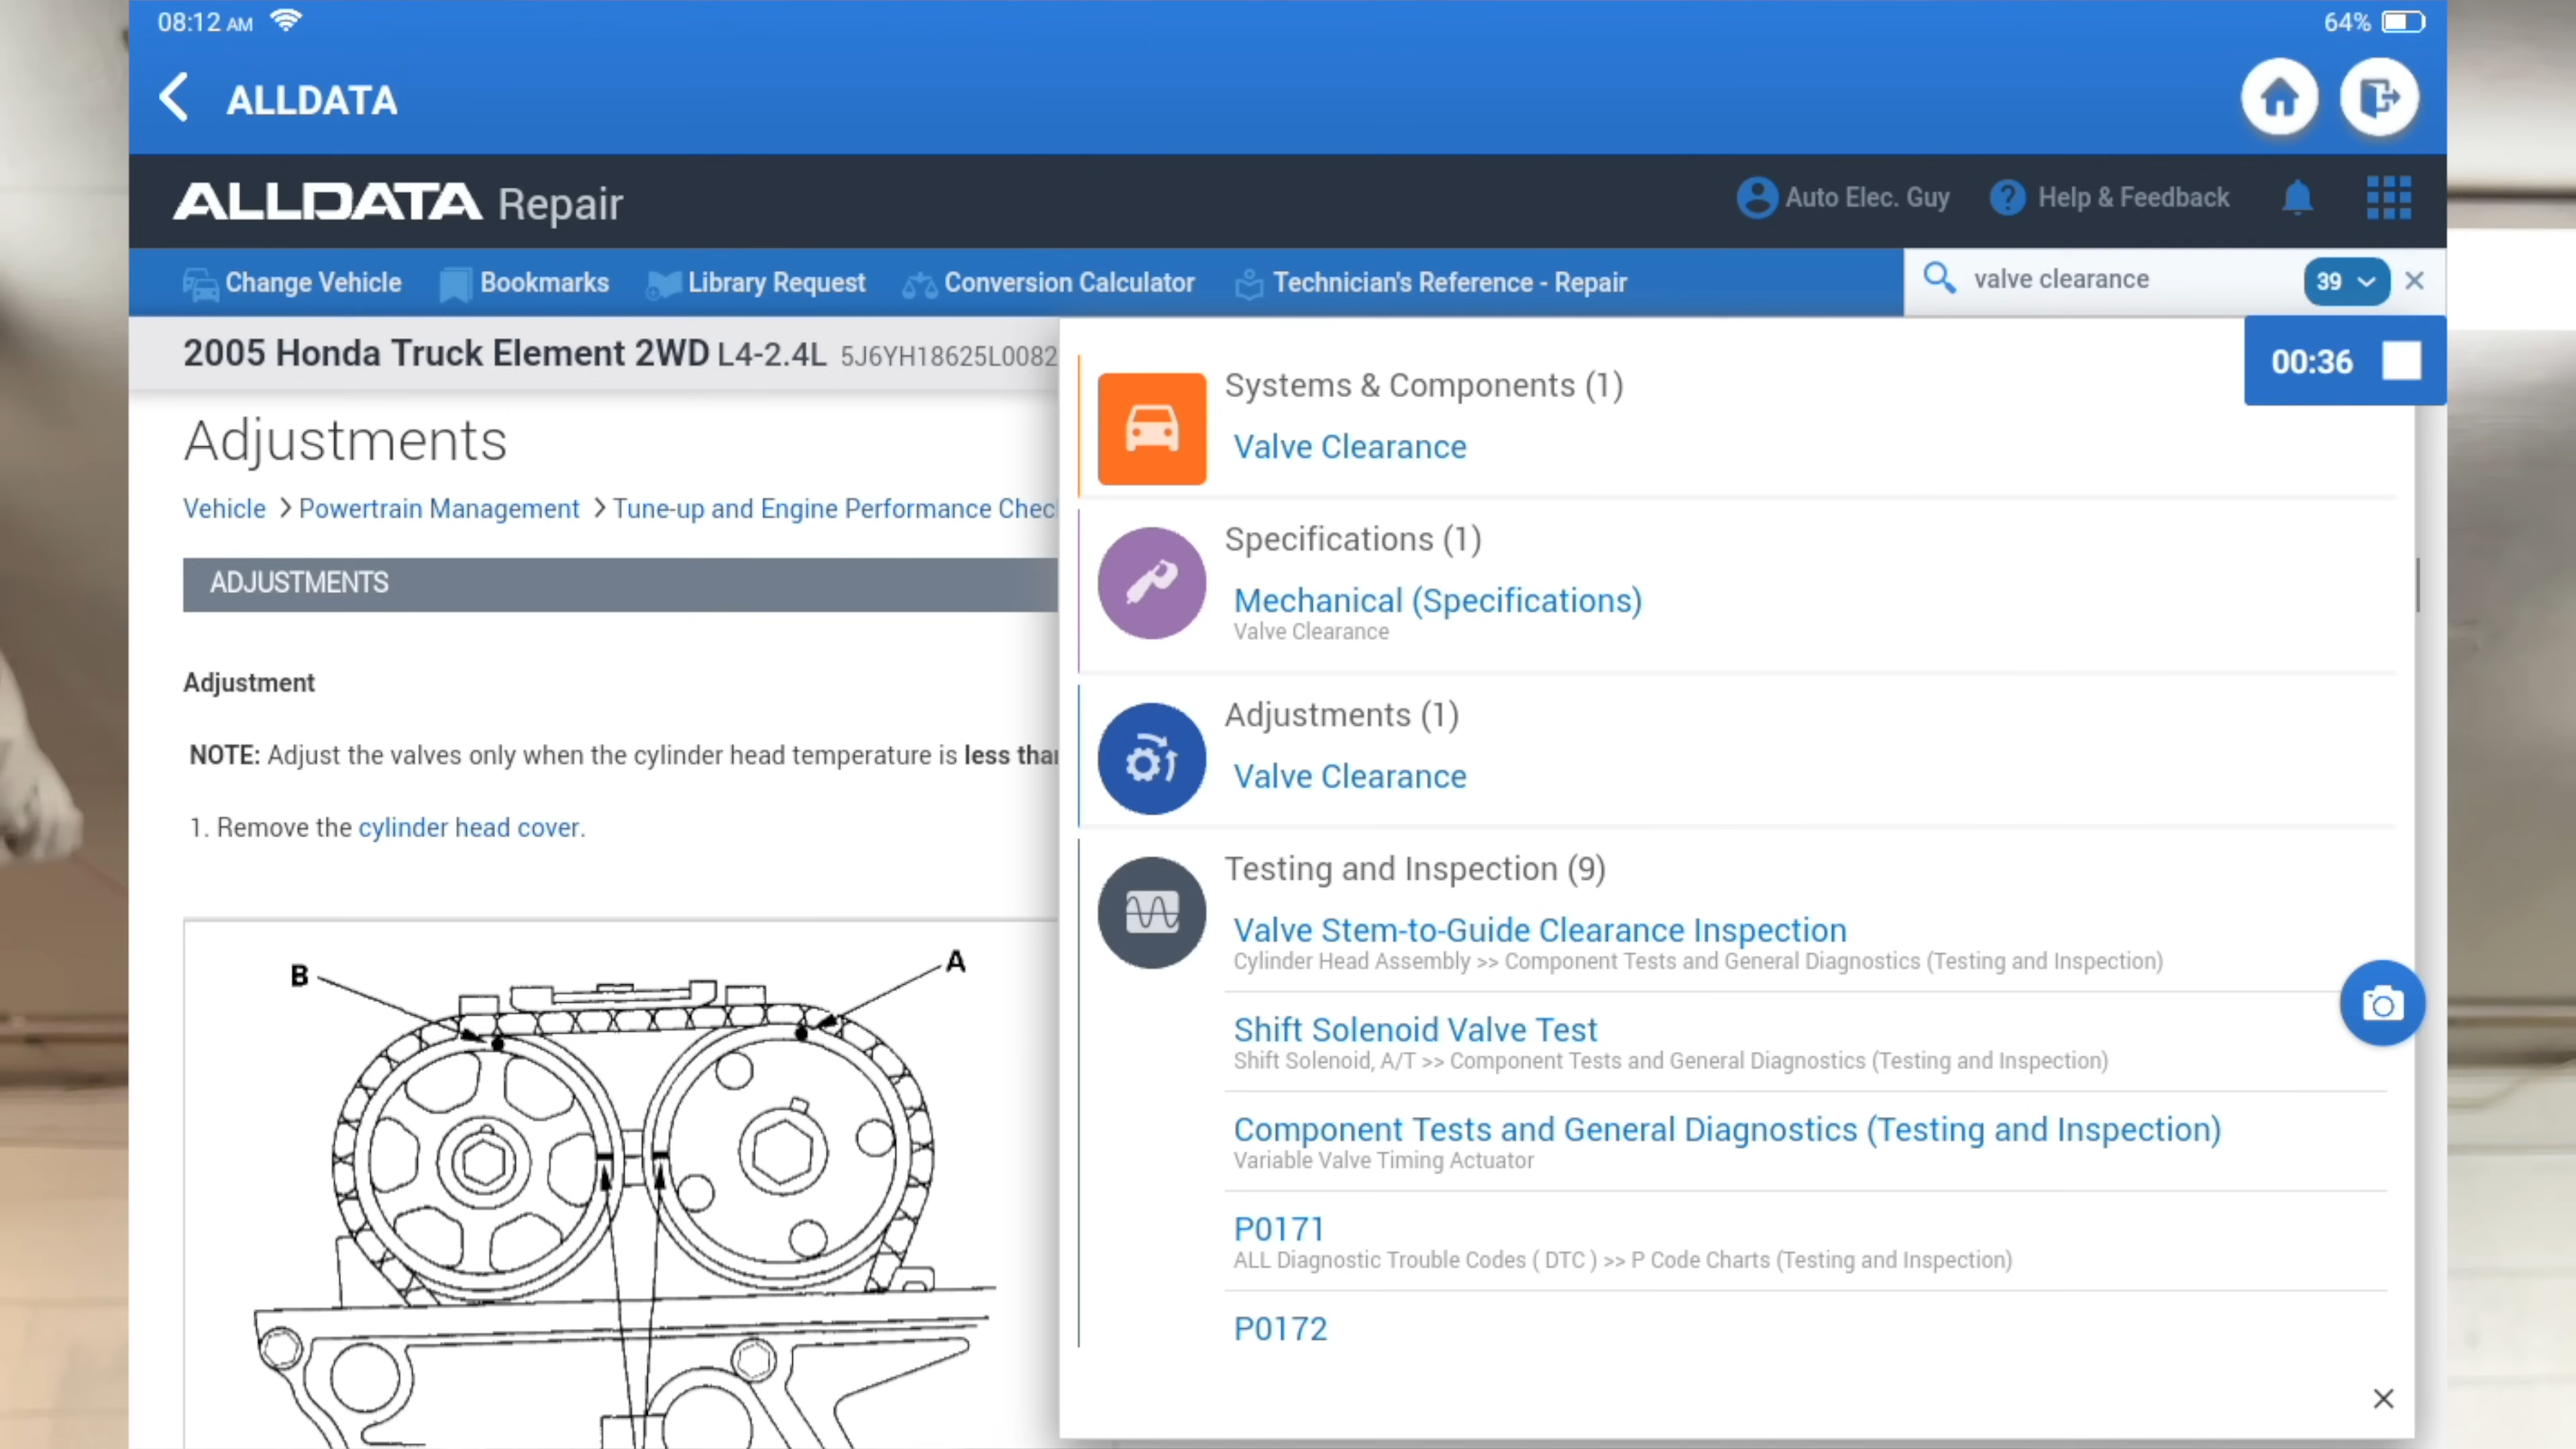 08:12 AM
64%
ALLDATA
ALLDATA Repair
Auto Elec. Guy
Help & Feedback
Change Vehicle
Bookmarks
Library Request
Conversion Calculator
Technician's Reference - Repair
valve clearance
39
2005 Honda Truck Element 2WD L4-2.4L 5J6YH18625L0082
00:36
Adjustments
Vehicle > Powertrain Management > Tune-up and Engine Performance
ADJUSTMENTS
Adjustment
NOTE: Adjust the valves only when the cylinder head temperature is less
1. Remove the cylinder head cover.
B
A
Systems & Components (1)
Valve Clearance
Specifications (1)
Mechanical (Specifications)
Valve Clearance
Adjustments (1)
Valve Clearance
Testing and Inspection (9)
Valve Stem-to-Guide Clearance Inspection
Cylinder Head Assembly >> Component Tests and General Diagnostics (Testing and Inspection)
Shift Solenoid Valve Test
Shift Solenoid, A/T >> Component Tests and General Diagnostics (Testing and Inspection)
Component Tests and General Diagnostics (Testing and Inspection)
Variable Valve Timing Actuator
P0171
ALL Diagnostic Trouble Codes ( DTC ) >> P Code Charts (Testing and Inspection)
P0172